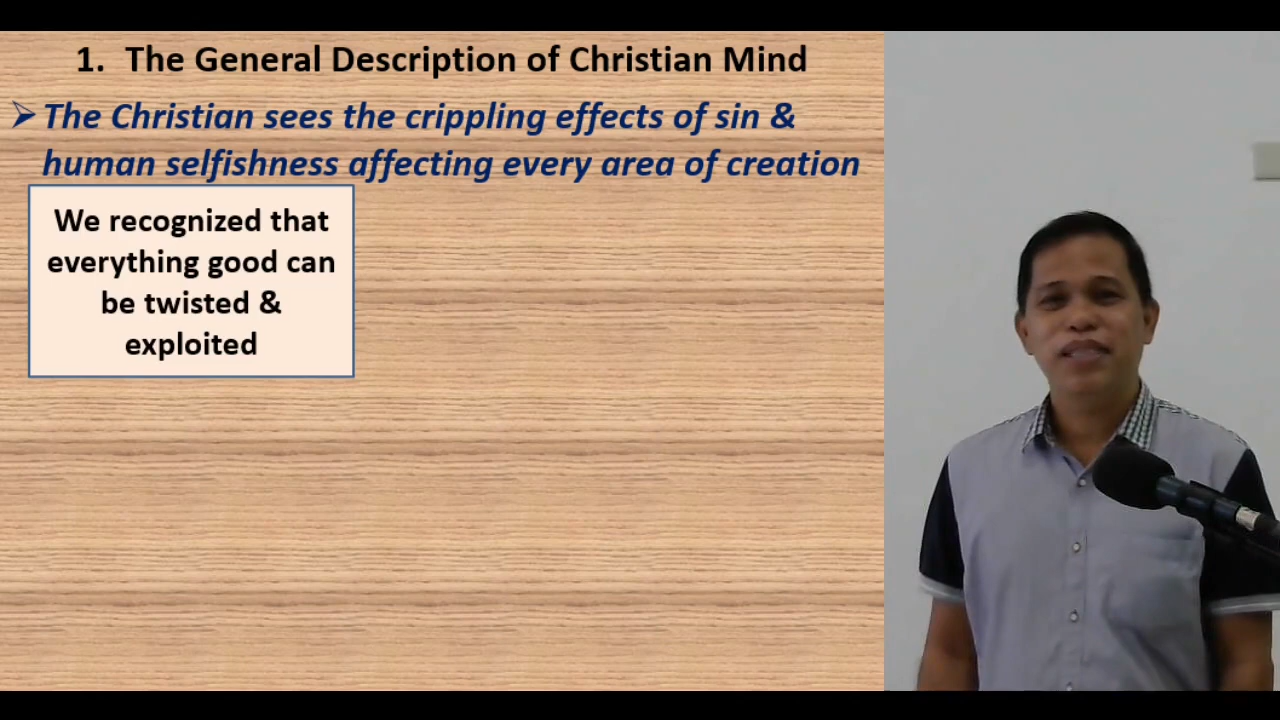 1. The General Description of Christian Mind
➢ The Christian sees the crippling effects of sin &
human selfishness affecting every area of creation
We recognized that
everything good can
be twisted &
exploited